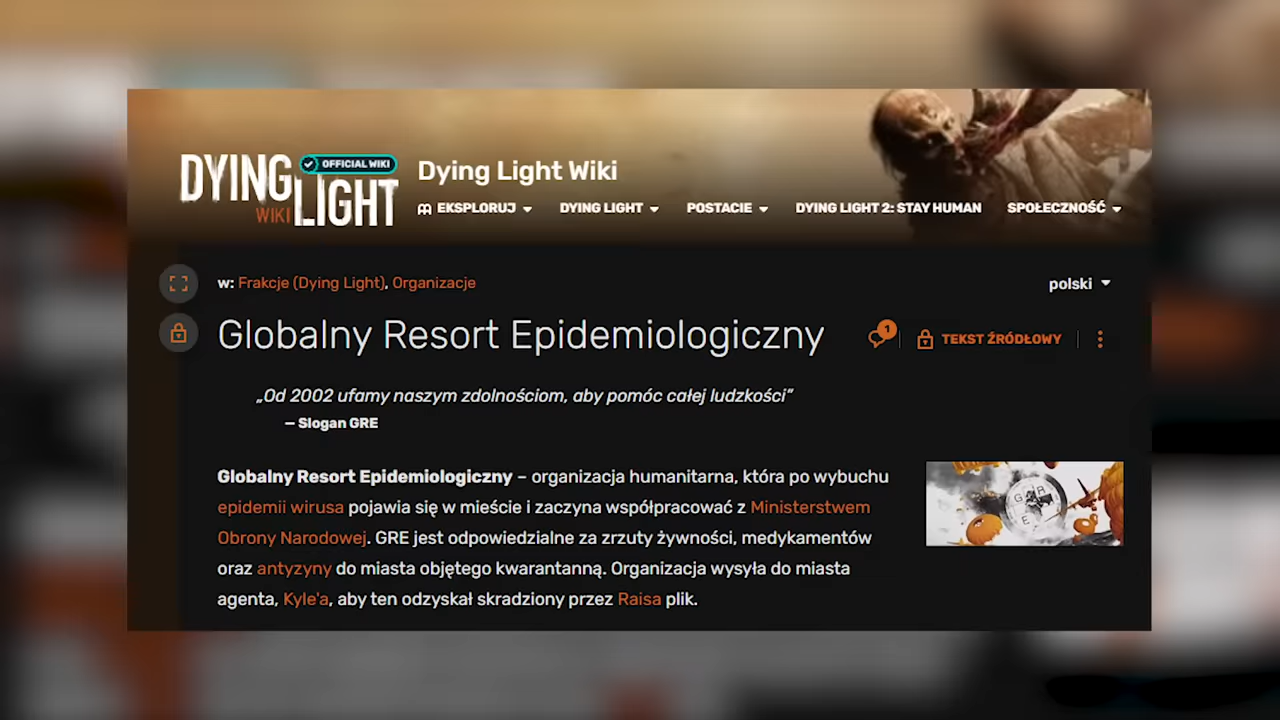 DYING
LIGHT
WIKI
OFFICIAL WIKI
Dying Light Wiki
EKSPLORUJ DYING LIGHT POSTACIE DYING LIGHT 2: STAY HUMAN SPOŁECZNOŚĆ
w: Frakcje (Dying Light), Organizacje
polski
Globalny Resort Epidemiologiczny
1
TEKST ŹRÓDŁOWY
„Od 2002 ufamy naszym zdolnościom, aby pomóc całej ludzkości”
— Slogan GRE
Globalny Resort Epidemiologiczny – organizacja humanitarna, która po wybuchu
epidemii wirusa pojawia się w mieście i zaczyna współpracować z Ministerstwem
Obrony Narodowej. GRE jest odpowiedzialne za zrzuty żywności, medykamentów
oraz antyzyny do miasta objętego kwarantanną. Organizacja wysyła do miasta
agenta, Kyle'a, aby ten odzyskał skradziony przez Raisa plik.
G R
E